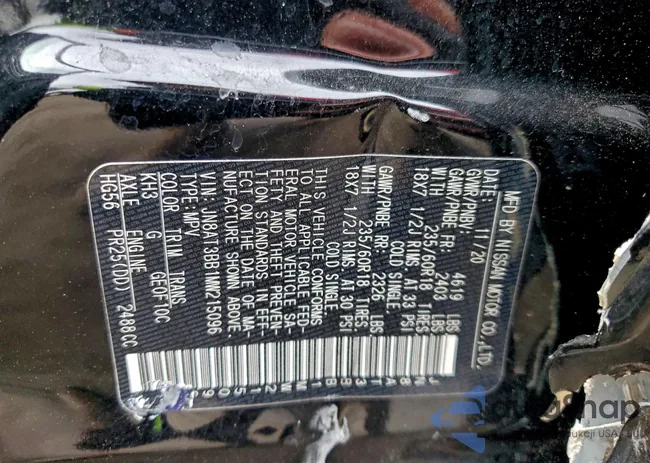 MFD BY NISSAN MOTOR CO.,LTD.
DATE: 11/20
GVWR/PNBV: 4619 LBS
GAWR/PNBE FR: 2403 LBS
WITH 235/60R18 TIRES
18X7 1/2J RIMS AT 33 PSI
COLD SINGLE
GAWR/PNBE RR: 2326 LBS
WITH 235/60R18 TIRES
18X7 1/2J RIMS AT 30 PSI
COLD SINGLE
THIS VEHICLE CONFORMS
TO ALL APPLICABLE FED-
ERAL MOTOR VEHICLE SA-
FETY AND THEFT PREVEN-
TION STANDARDS IN EFF-
ECT ON THE DATE OF MA-
NUFACTURE SHOWN ABOVE.
VIN:JN8AT3BB1MW215096
TYPE:MPV
COLOR TRIM TRANS
KH3 G GEOFTOC
AXLE ENGINE
HG56 PR25(DD) 2488CC
JN8AT3BB1MW215096
autosnap